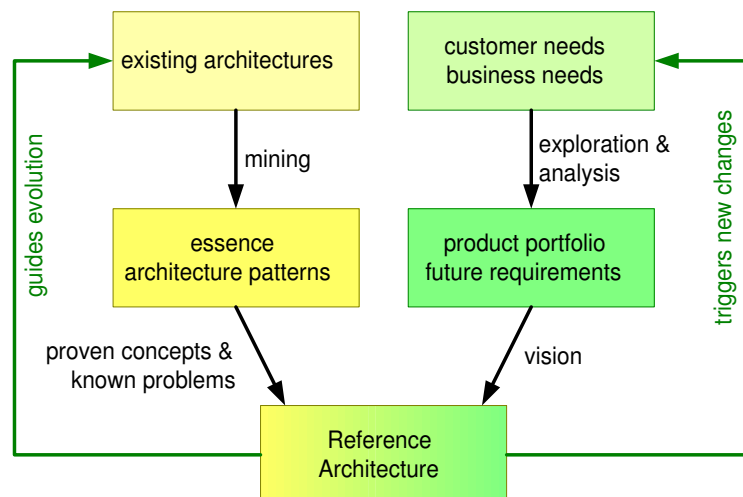 existing architectures
customer needs
business needs
mining
exploration &
analysis
guides evolution
triggers new changes
essence
architecture patterns
product portfolio
future requirements
proven concepts &
known problems
vision
Reference
Architecture